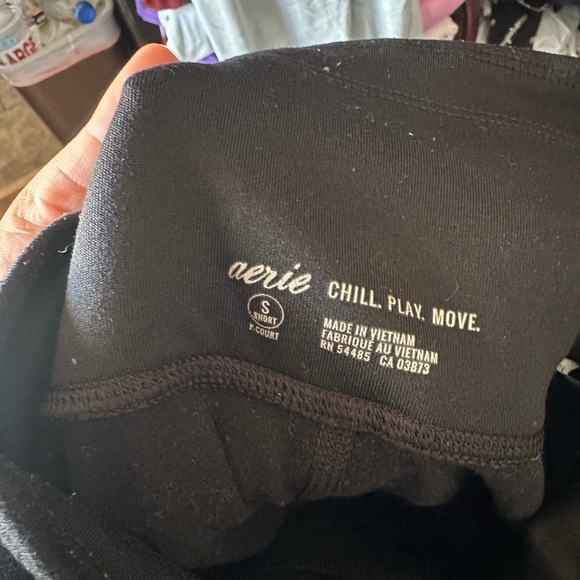 aerie CHILL. PLAY. MOVE.
S
SHORT
P-COURT
MADE IN VIETNAM
FABRIQUÉ AU VIETNAM
RN 54485 CA 03873